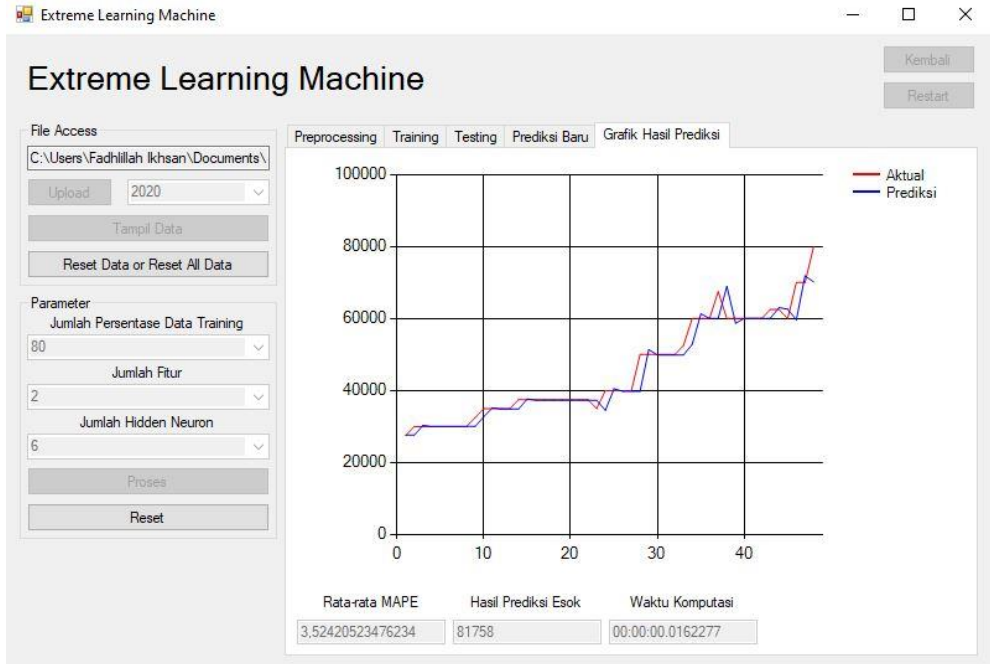 Extreme Learning Machine
Extreme Learning Machine
Kembali
Restart
File Access
C:\Users\Fadhlillah Ikhsan\Documents\
Upload
2020
Tampil Data
Reset Data or Reset All Data
Parameter
Jumlah Persentase Data Training
80
Jumlah Fitur
2
Jumlah Hidden Neuron
6
Proses
Reset
Preprocessing Training Testing Prediksi Baru Grafik Hasil Prediksi
100000
80000
60000
40000
20000
0
0 10 20 30 40
Aktual
Prediksi
Rata-rata MAPE Hasil Prediksi Esok Waktu Komputasi
3,52420523476234 81758 00:00:00.0162277